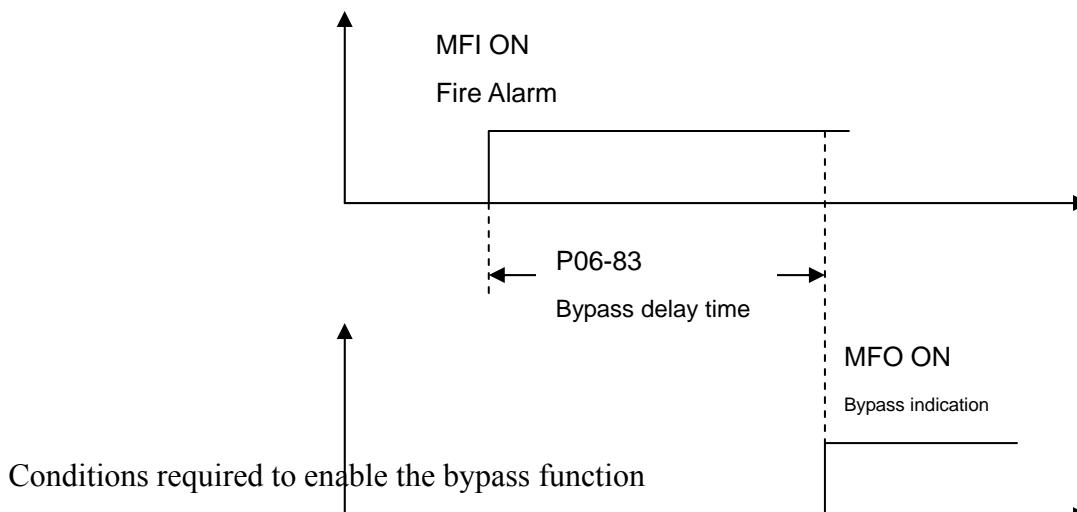 MFI ON
Fire Alarm
P06-83
Bypass delay time
MFO ON
Bypass indication
Conditions required to enable the bypass function